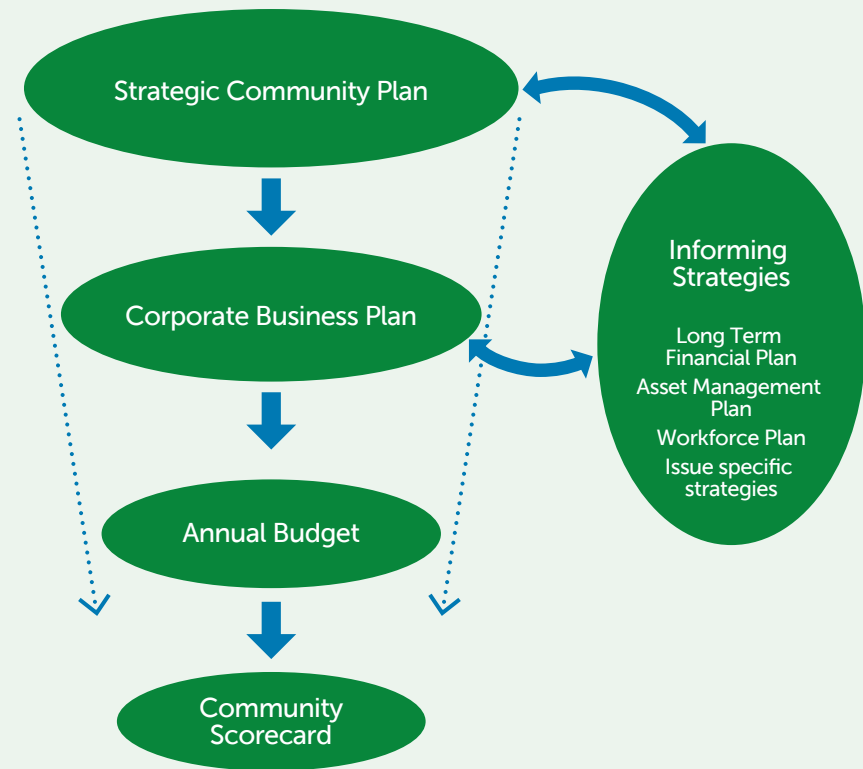 Strategic Community Plan
Corporate Business Plan
Annual Budget
Community
Scorecard
Informing
Strategies
Long Term
Financial Plan
Asset Management
Plan
Workforce Plan
Issue specific
strategies